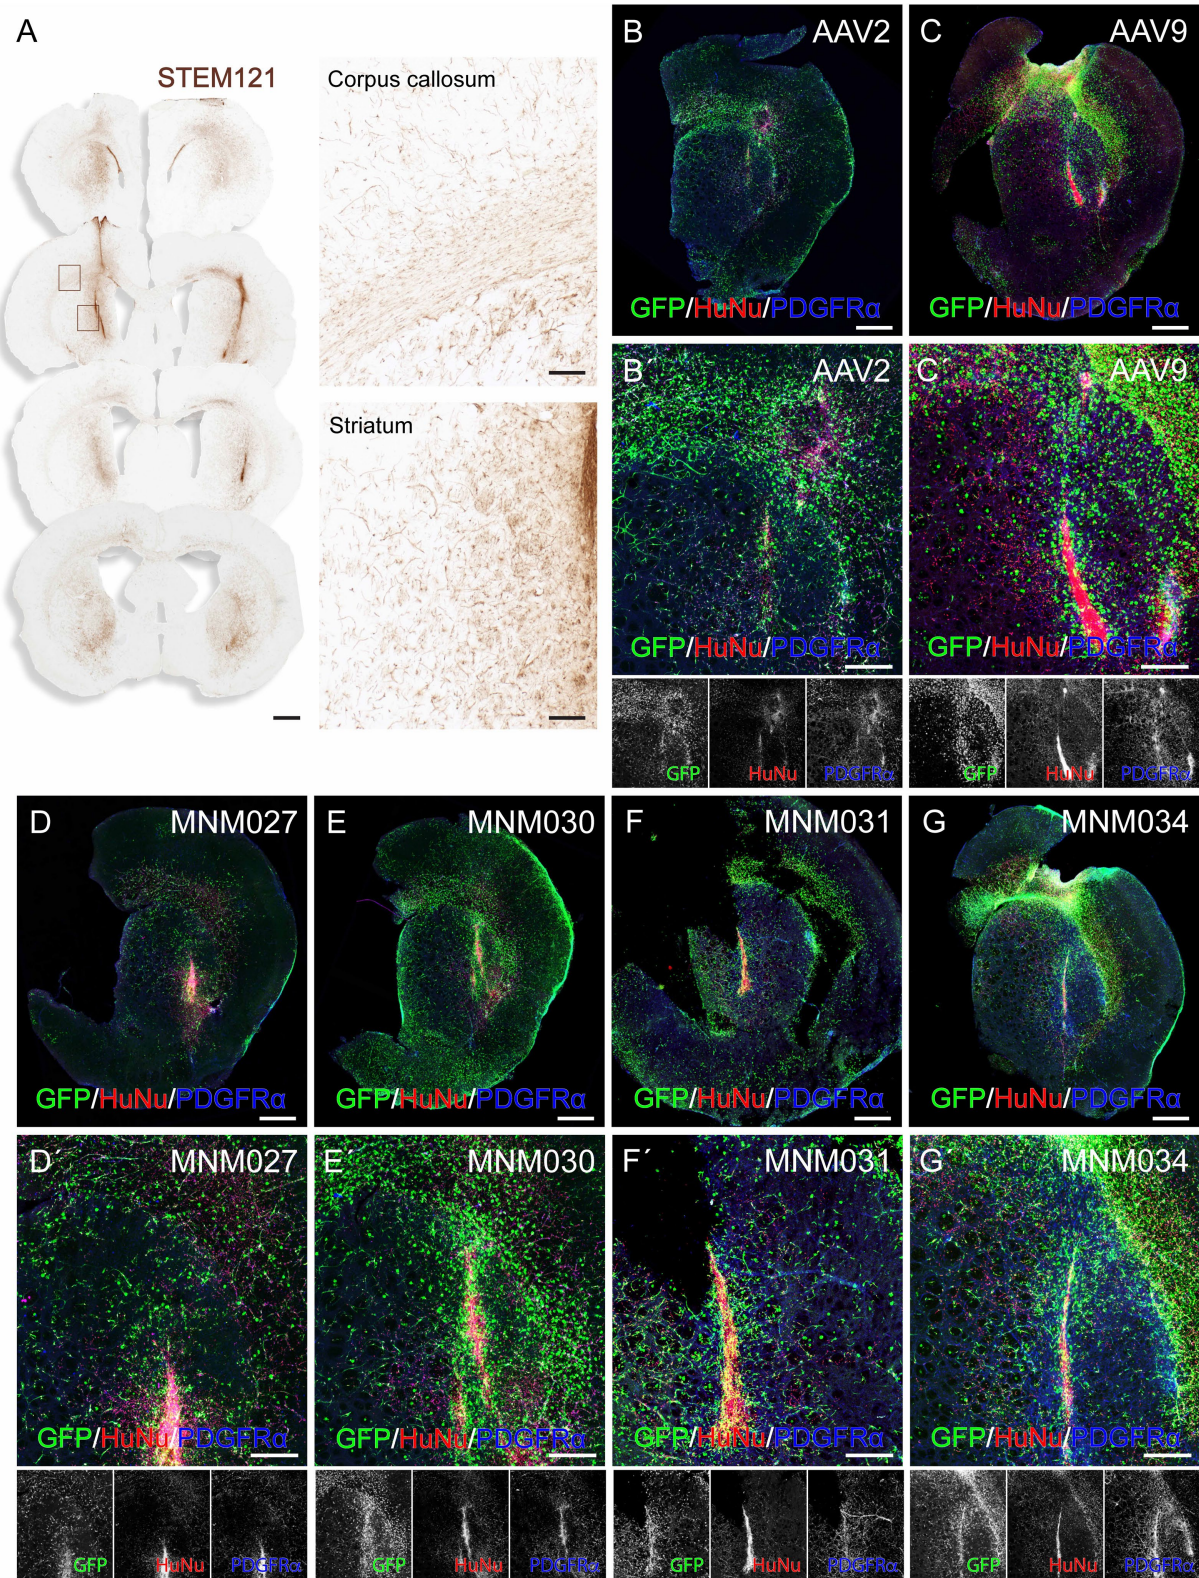 A
STEM121
Corpus callosum
Striatum
B
AAV2
GFP/HuNu/PDGFRα
C
AAV9
GFP/HuNu/PDGFRα
B´
AAV2
GFP/HuNu/PDGFRα
C´
AAV9
GFP/HuNu/PDGFRα
GFP
HuNu
PDGFRα
GFP
HuNu
PDGFRα
D
MNM027
GFP/HuNu/PDGFRα
E
MNM030
GFP/HuNu/PDGFRα
F
MNM031
GFP/HuNu/PDGFRα
G
MNM034
GFP/HuNu/PDGFRα
D´
MNM027
GFP/HuNu/PDGFRα
E´
MNM030
GFP/HuNu/PDGFRα
F´
MNM031
GFP/HuNu/PDGFRα
G´
MNM034
GFP/HuNu/PDGFRα
GFP
HuNu
PDGFRα
GFP
HuNu
PDGFRα
GFP
HuNu
PDGFRα
GFP
HuNu
PDGFRα